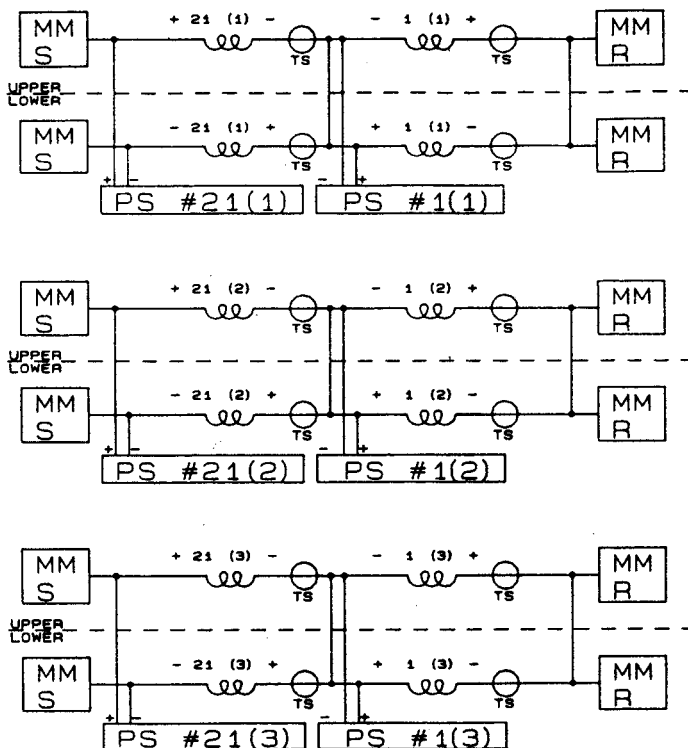 MM S + 21 (1) - TS - 1 (1) + TS MM R
UPPER
LOWER
MM S - 21 (1) + TS + 1 (1) - TS MM R
+ - - +
PS #21(1) PS #1(1)
MM S + 21 (2) - TS - 1 (2) + TS MM R
UPPER
LOWER
MM S - 21 (2) + TS + 1 (2) - TS MM R
+ - - +
PS #21(2) PS #1(2)
MM S + 21 (3) - TS - 1 (3) + TS MM R
UPPER
LOWER
MM S - 21 (3) + TS + 1 (3) - TS MM R
+ - - +
PS #21(3) PS #1(3)